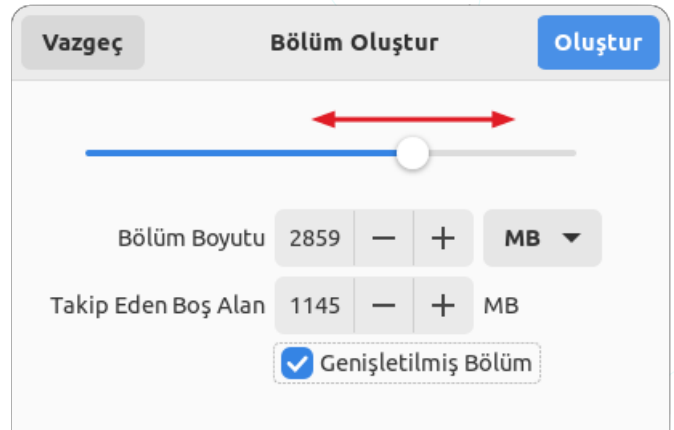 Vazgeç Bölüm Oluştur Oluştur
Bölüm Boyutu 2859 − + MB
Takip Eden Boş Alan 1145 − + MB
Genişletilmiş Bölüm